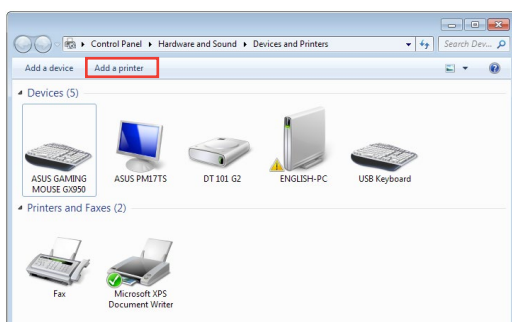 Control Panel ▸ Hardware and Sound ▸ Devices and Printers
Search Dev...
Add a device
Add a printer
Devices (5)
ASUS GAMING
MOUSE GX950
ASUS PM17TS
DT 101 G2
ENGLISH-PC
USB Keyboard
Printers and Faxes (2)
Fax
Microsoft XPS
Document Writer